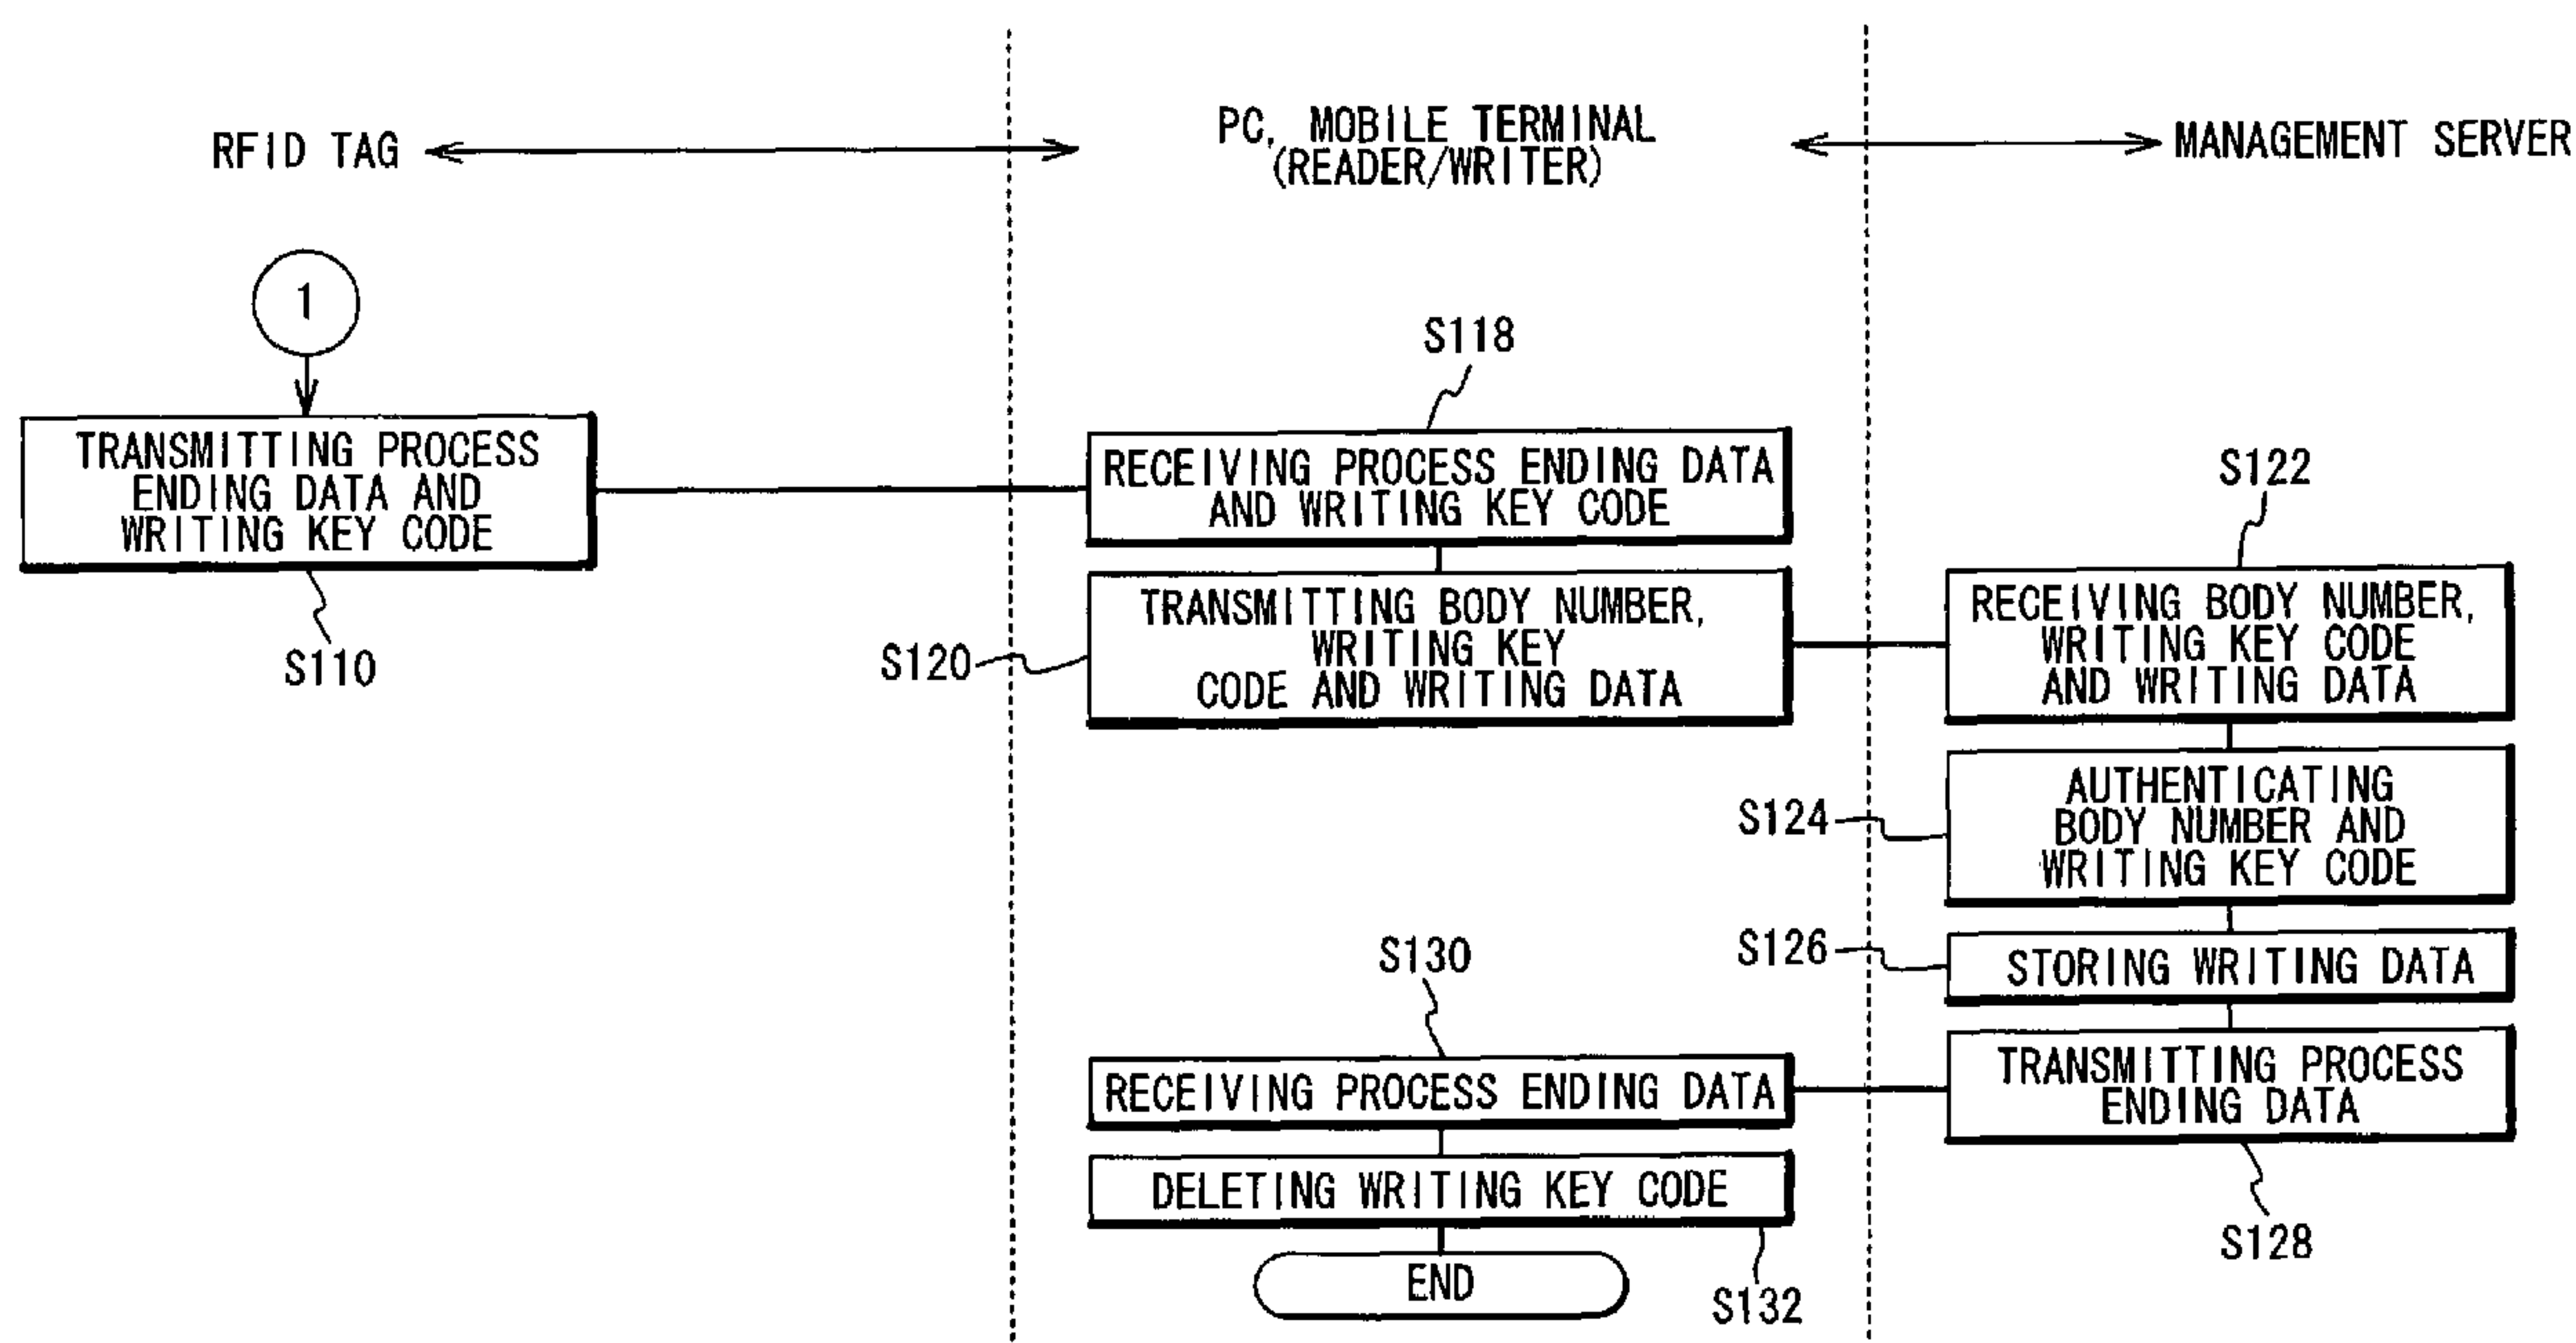 RFID TAG
PC, MOBILE TERMINAL
(READER/WRITER)
MANAGEMENT SERVER
1
TRANSMITTING PROCESS
ENDING DATA AND
WRITING KEY CODE
S110
S118
RECEIVING PROCESS ENDING DATA
AND WRITING KEY CODE
S120
TRANSMITTING BODY NUMBER,
WRITING KEY
CODE AND WRITING DATA
S122
RECEIVING BODY NUMBER,
WRITING KEY CODE
AND WRITING DATA
S124
AUTHENTICATING
BODY NUMBER AND
WRITING KEY CODE
S126
STORING WRITING DATA
TRANSMITTING PROCESS
ENDING DATA
S128
S130
RECEIVING PROCESS ENDING DATA
DELETING WRITING KEY CODE
S132
END